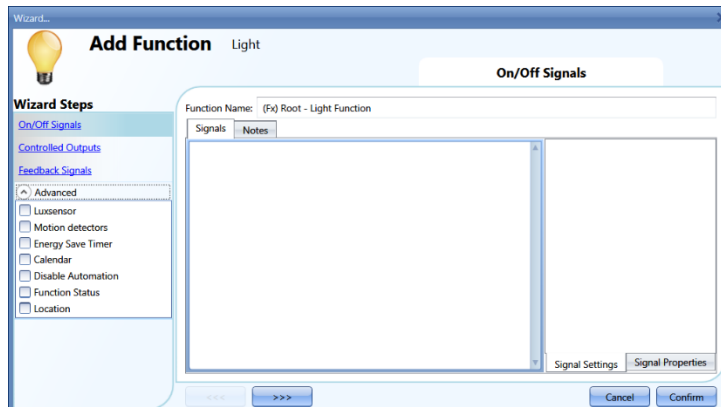 Wizard...
Add Function Light
On/Off Signals
Wizard Steps
On/Off Signals
Controlled Outputs
Feedback Signals
Advanced
Luxsensor
Motion detectors
Energy Save Timer
Calendar
Disable Automation
Function Status
Location
Function Name: (Fx) Root - Light Function
Signals Notes
Signal Settings Signal Properties
<<< >>> Cancel Confirm